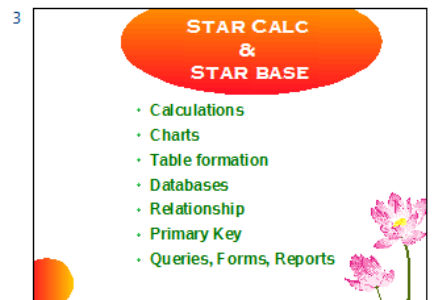 3
STAR CALC
&
STAR BASE
Calculations
Charts
Table formation
Databases
Relationship
Primary Key
Queries, Forms, Reports